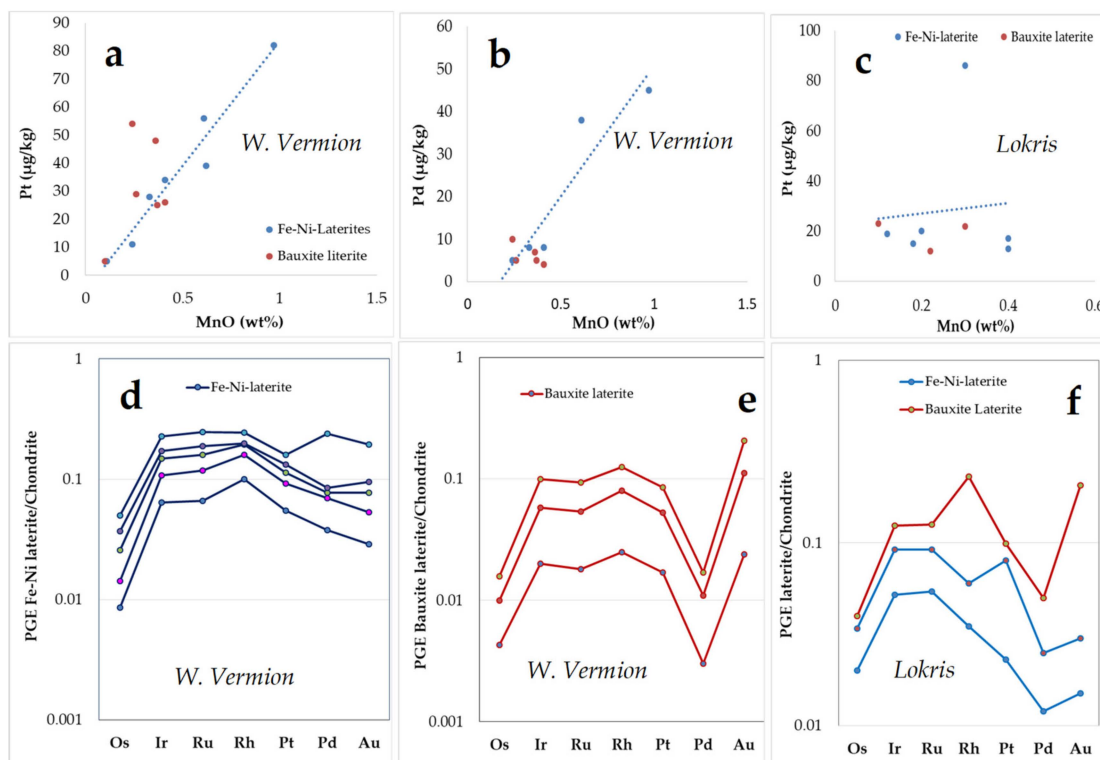 a
W. Vermion
Pt (µg/kg)
90
80
70
60
50
40
30
20
10
0
0
0.5
1
1.5
MnO (wt%)
Fe-Ni-Laterites
Bauxite literite
b
W. Vermion
Pd (µg/kg)
60
50
40
30
20
10
0
0
0.5
1
1.5
MnO (wt%)
Fe-Ni-laterite
Bauxite laterite
c
Lokris
Pt (µg/kg)
100
80
60
40
20
0
0
0.2
0.4
0.6
MnO (wt%)
d
Fe-Ni-laterite
PGE Fe-Ni laterite/Chondrite
1
0.1
0.01
0.001
W. Vermion
Os Ir Ru Rh Pt Pd Au
e
Bauxite laterite
PGE Bauxite laterite/Chondrite
1
0.1
0.01
0.001
W. Vermion
Os Ir Ru Rh Pt Pd Au
f
Fe-Ni-laterite
Bauxite Laterite
PGE laterite/Chondrite
1
0.1
0.01
Lokris
Os Ir Ru Rh Pt Pd Au